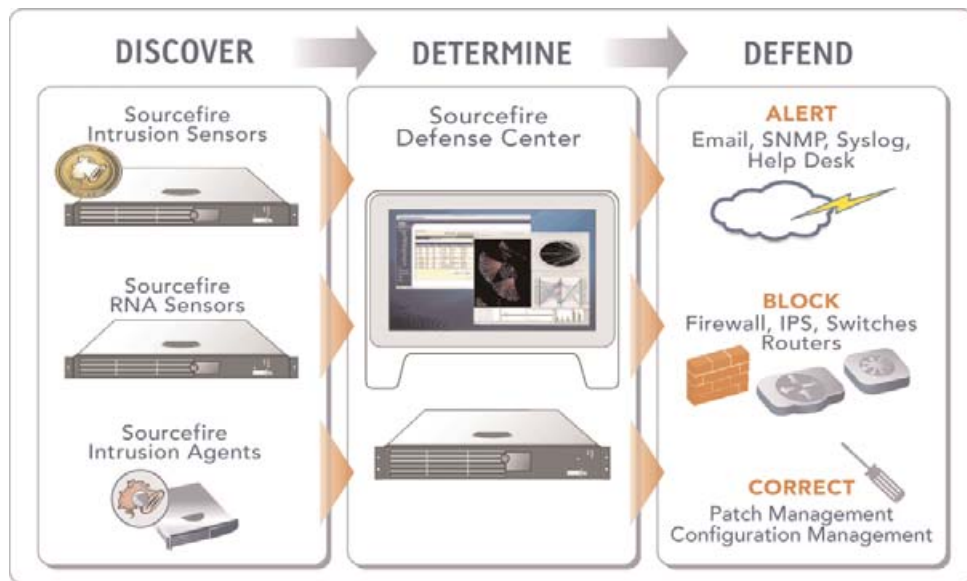 DISCOVER
DETERMINE
DEFEND
Sourcefire
Intrusion Sensors
Sourcefire
RNA Sensors
Sourcefire
Intrusion Agents
Sourcefire
Defense Center
ALERT
Email, SNMP, Syslog,
Help Desk
BLOCK
Firewall, IPS, Switches
Routers
CORRECT
Patch Management
Configuration Management